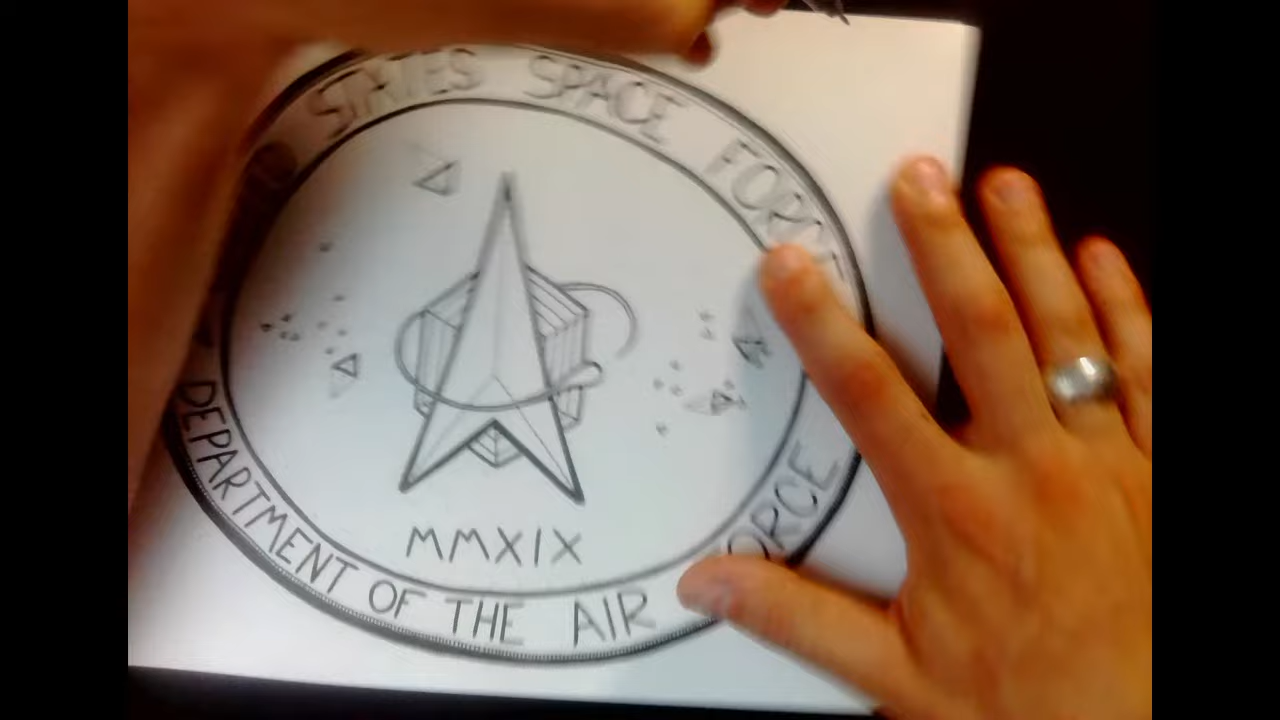 STATES SPACE FORCE
MMXIX
DEPARTMENT OF THE AIR FORCE